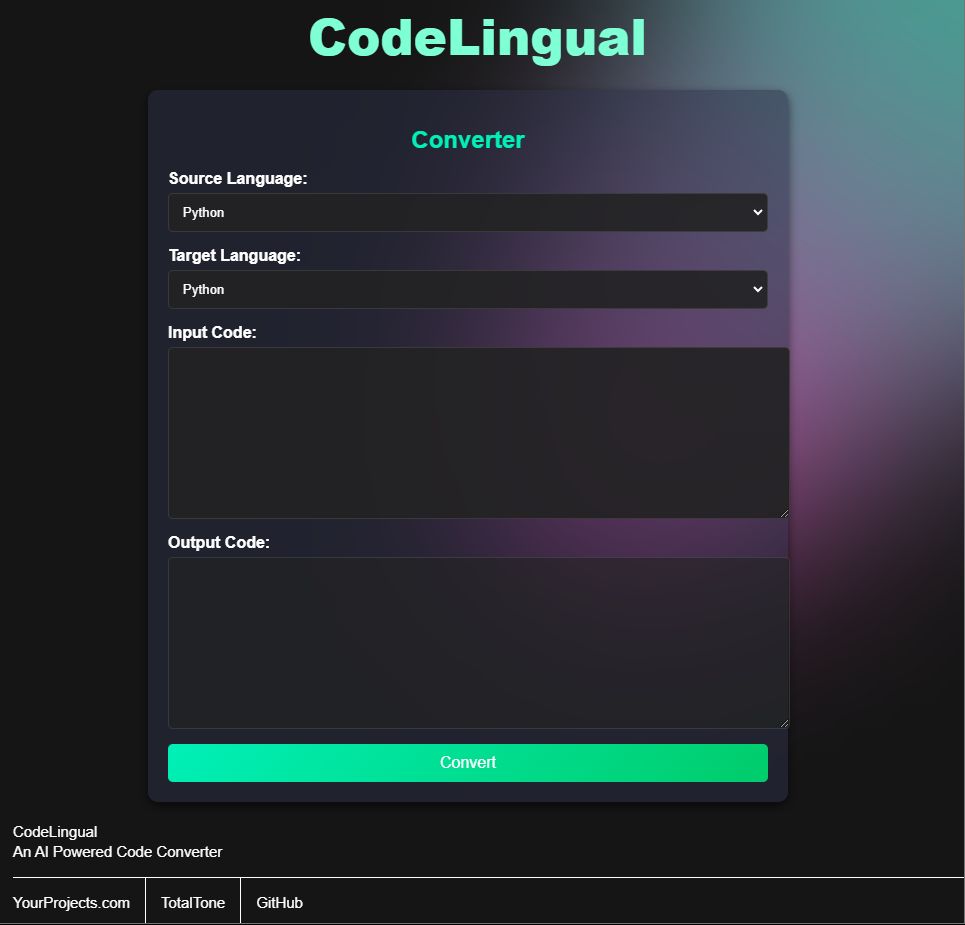 CodeLingual
Converter
Source Language:
Python
Target Language:
Python
Input Code:
Output Code:
Convert
CodeLingual
An AI Powered Code Converter
YourProjects.com
TotalTone
GitHub